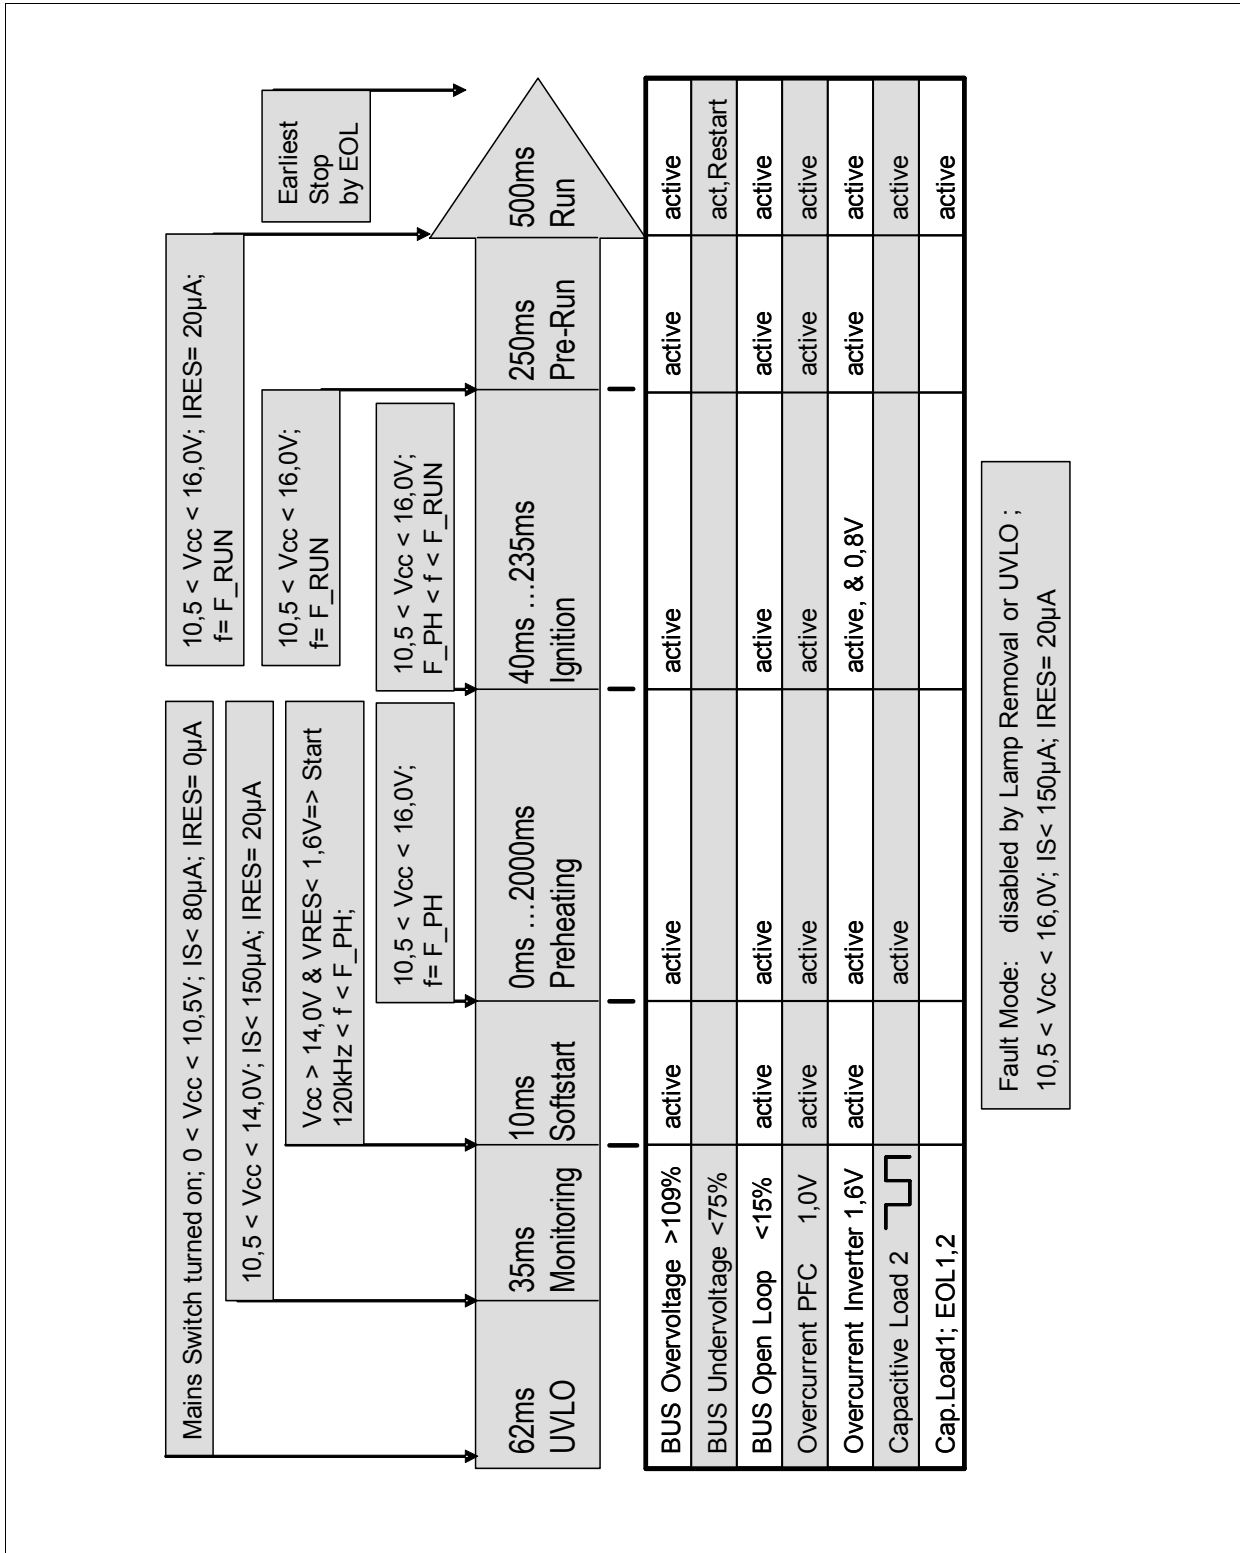 Mains Switch turned on; 0 < Vcc < 10,5V; IS< 80µA; IRES= 0µA
10,5 < Vcc < 14,0V; IS< 150µA; IRES= 20µA
Vcc > 14,0V & VRES< 1,6V=> Start
120kHz < f < F_PH;
10,5 < Vcc < 16,0V;
f= F_PH
10,5 < Vcc < 16,0V; IRES= 20µA;
f= F_RUN
10,5 < Vcc < 16,0V;
f= F_RUN
10,5 < Vcc < 16,0V;
F_PH < f < F_RUN
Earliest
Stop
by EOL
62ms
UVLO
35ms
Monitoring
10ms
Softstart
0ms ...2000ms
Preheating
40ms ...235ms
Ignition
250ms
Pre-Run
500ms
Run
BUS Overvoltage >109% active active active active active
BUS Undervoltage <75% act,Restart
BUS Open Loop <15% active active active active active
Overcurrent PFC 1,0V active active active active active
Overcurrent Inverter 1,6V active active active, & 0,8V active active
Capacitive Load 2 active active
Cap.Load1; EOL1,2 active
Fault Mode: disabled by Lamp Removal or UVLO ;
10,5 < Vcc < 16,0V; IS< 150µA; IRES= 20µA